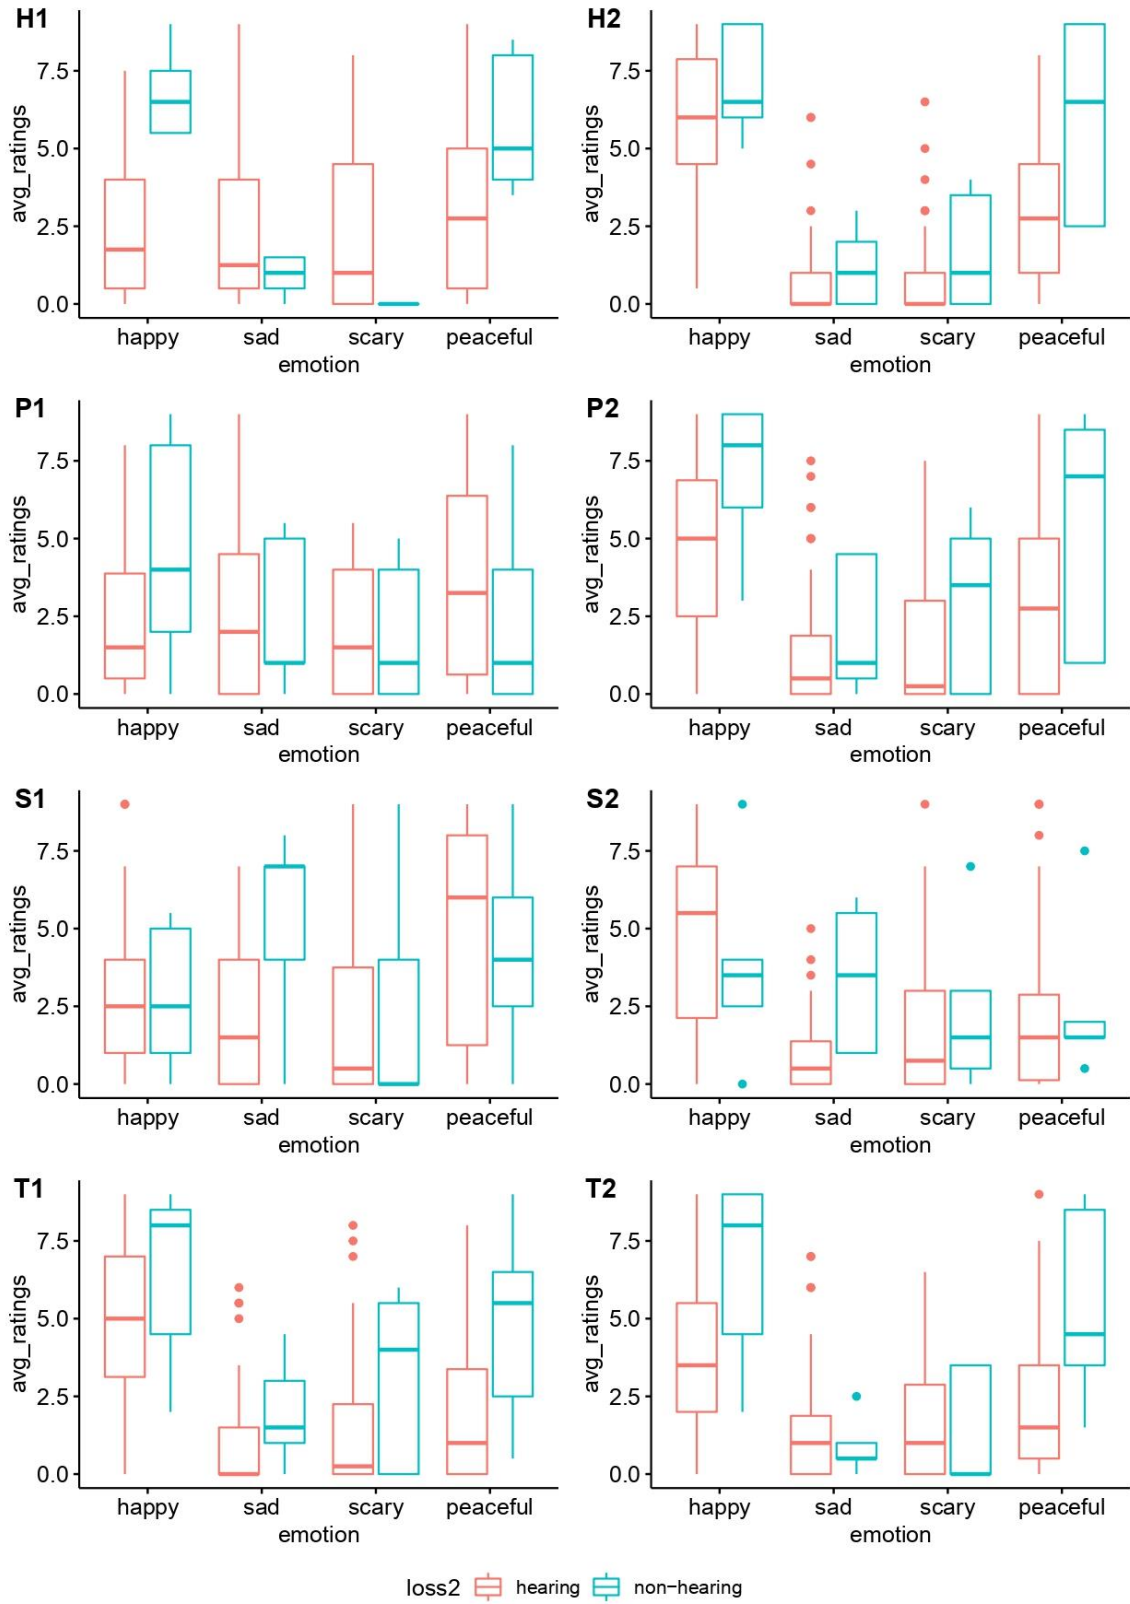 H1
avg_ratings
7.5
5.0
2.5
0.0
happy sad scary peaceful
emotion
H2
avg_ratings
7.5
5.0
2.5
0.0
happy sad scary peaceful
emotion
P1
avg_ratings
7.5
5.0
2.5
0.0
happy sad scary peaceful
emotion
P2
avg_ratings
7.5
5.0
2.5
0.0
happy sad scary peaceful
emotion
S1
avg_ratings
7.5
5.0
2.5
0.0
happy sad scary peaceful
emotion
S2
avg_ratings
7.5
5.0
2.5
0.0
happy sad scary peaceful
emotion
T1
avg_ratings
7.5
5.0
2.5
0.0
happy sad scary peaceful
emotion
T2
avg_ratings
7.5
5.0
2.5
0.0
happy sad scary peaceful
emotion
loss2 hearing non−hearing